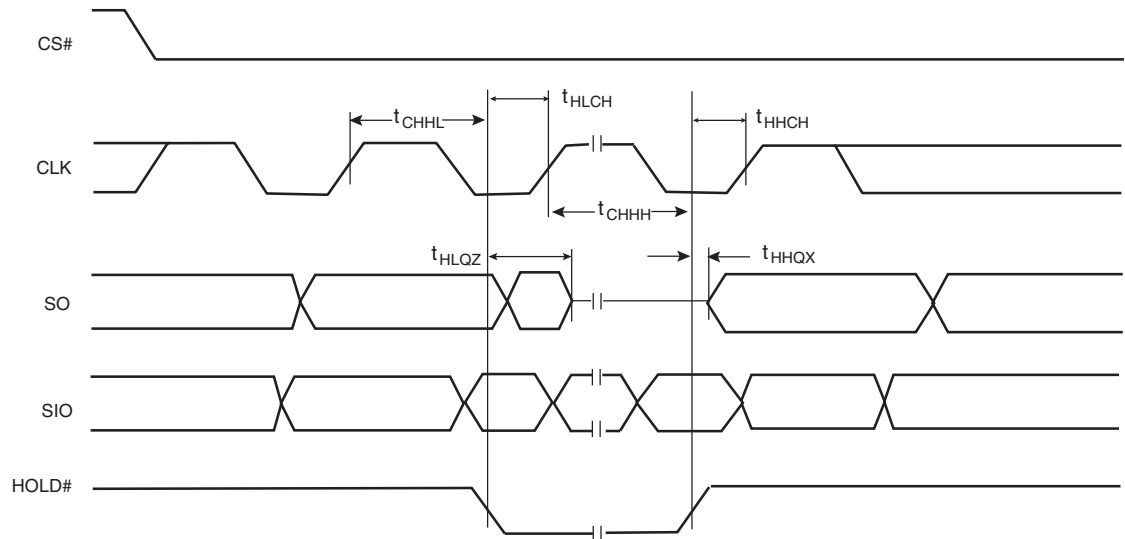 CS#
tHLCH
tCHHL
tHHCH
CLK
tCHHH
tHLQZ
tHHQX
SO
SIO
HOLD#